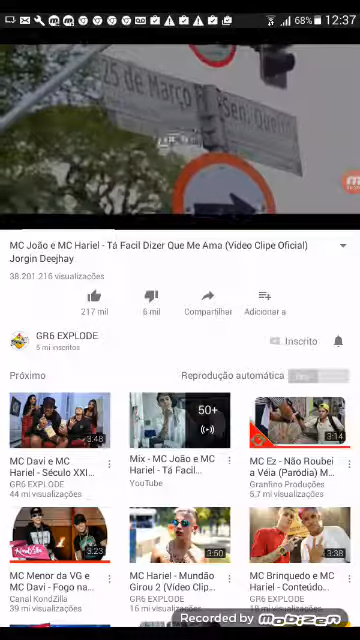 68% 12:37
25 de Março
Sen. Queiró
MC João e MC Hariel - Tá Facil Dizer Que Me Ama (Video Clipe Oficial)
Jorgin Deejhay
38.201.216 visualizações
217 mil
6 mil
Compartilhar
Adicionar a
GR6 EXPLODE
5 mi inscritos
Inscrito
Próximo
Reprodução automática
3:48
50+
3:14
MC Davi e MC
Hariel - Século XXI...
GR6 EXPLODE
44 mi visualizações
Mix - MC João e MC
Hariel - Tá Facil...
YouTube
MC Ez - Não Roubei
a Véia (Paródia) M...
Granfino Produções
6,7 mi visualizações
3:23
3:50
3:38
MC Menor da VG e
MC Davi - Fogo na...
Canal KondZilla
39 mi visualizações
MC Hariel - Mundão
Girou 2 (Video Clip...
GR6 EXPLODE
16 mi visualizações
MC Brinquedo e MC
Hariel - Conteúdo...
GR6 EXPLODE
Recorded by mobizen